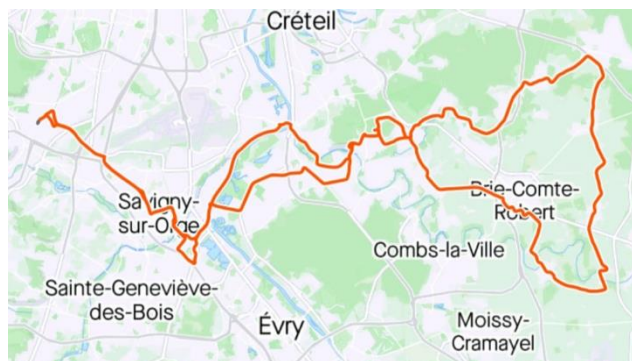 Créteil
Savigny-
sur-Orge
Brie-Comte-
Robert
Combs-la-Ville
Sainte-Geneviève-
des-Bois
Évry
Moissy-
Cramayel